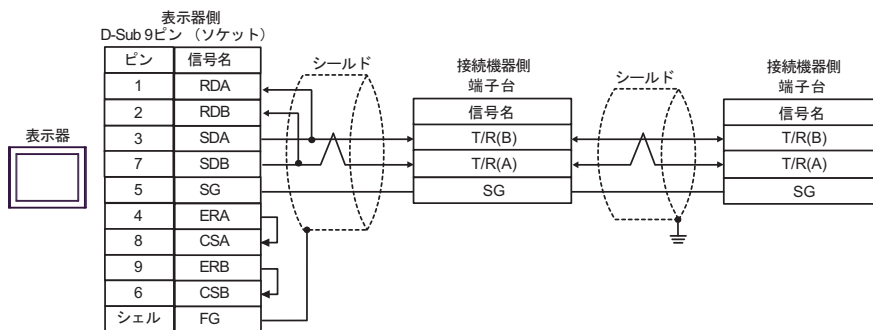 表示器側
D-Sub 9ピン （ソケット）
ピン 信号名
1 RDA
2 RDB
3 SDA
7 SDB
5 SG
4 ERA
8 CSA
9 ERB
6 CSB
シェル FG
表示器
シールド
接続機器側
端子台
信号名
T/R(B)
T/R(A)
SG
シールド
接続機器側
端子台
信号名
T/R(B)
T/R(A)
SG